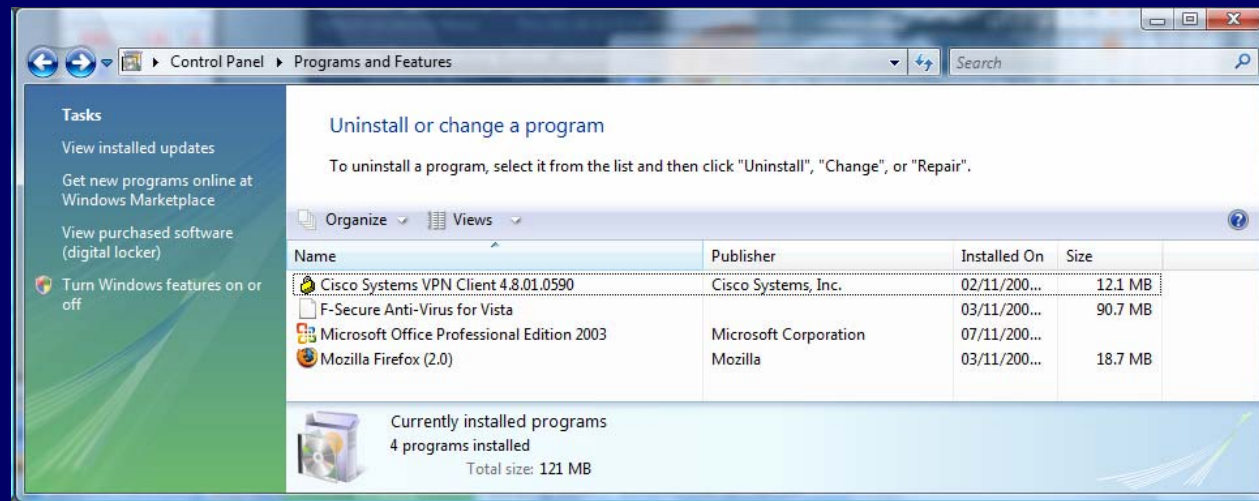 Control Panel ▸ Programs and Features
Search
Tasks
View installed updates
Get new programs online at
Windows Marketplace
View purchased software
(digital locker)
Turn Windows features on or
off
Uninstall or change a program
To uninstall a program, select it from the list and then click "Uninstall", "Change", or "Repair".
Organize Views
Name Publisher Installed On Size
Cisco Systems VPN Client 4.8.01.0590 Cisco Systems, Inc. 02/11/200... 12.1 MB
F-Secure Anti-Virus for Vista 03/11/200... 90.7 MB
Microsoft Office Professional Edition 2003 Microsoft Corporation 07/11/200...
Mozilla Firefox (2.0) Mozilla 03/11/200... 18.7 MB
Currently installed programs
4 programs installed
Total size: 121 MB